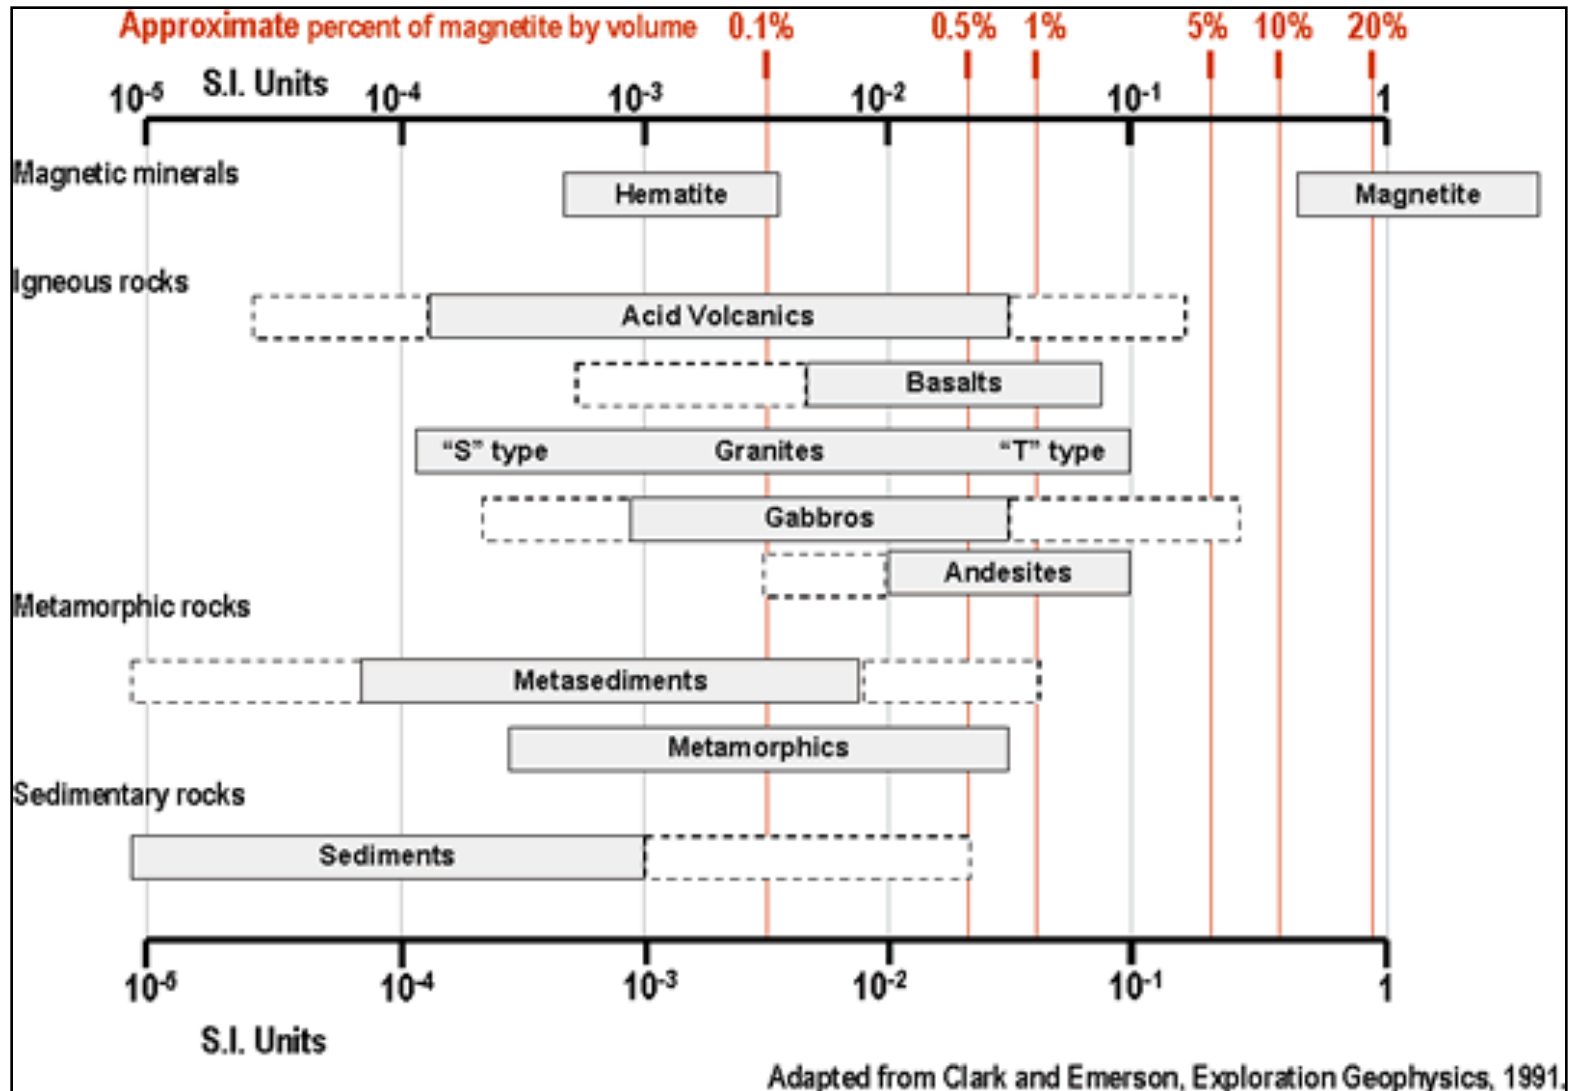 Approximate percent of magnetite by volume 0.1% 0.5% 1% 5% 10% 20%
10-5 S.I. Units 10-4 10-3 10-2 10-1 1
Magnetic minerals
Hematite Magnetite
Igneous rocks
Acid Volcanics
Basalts
“S” type Granites “T” type
Gabbros
Andesites
Metamorphic rocks
Metasediments
Metamorphics
Sedimentary rocks
Sediments
10-5 10-4 10-3 10-2 10-1 1
S.I. Units
Adapted from Clark and Emerson, Exploration Geophysics, 1991.